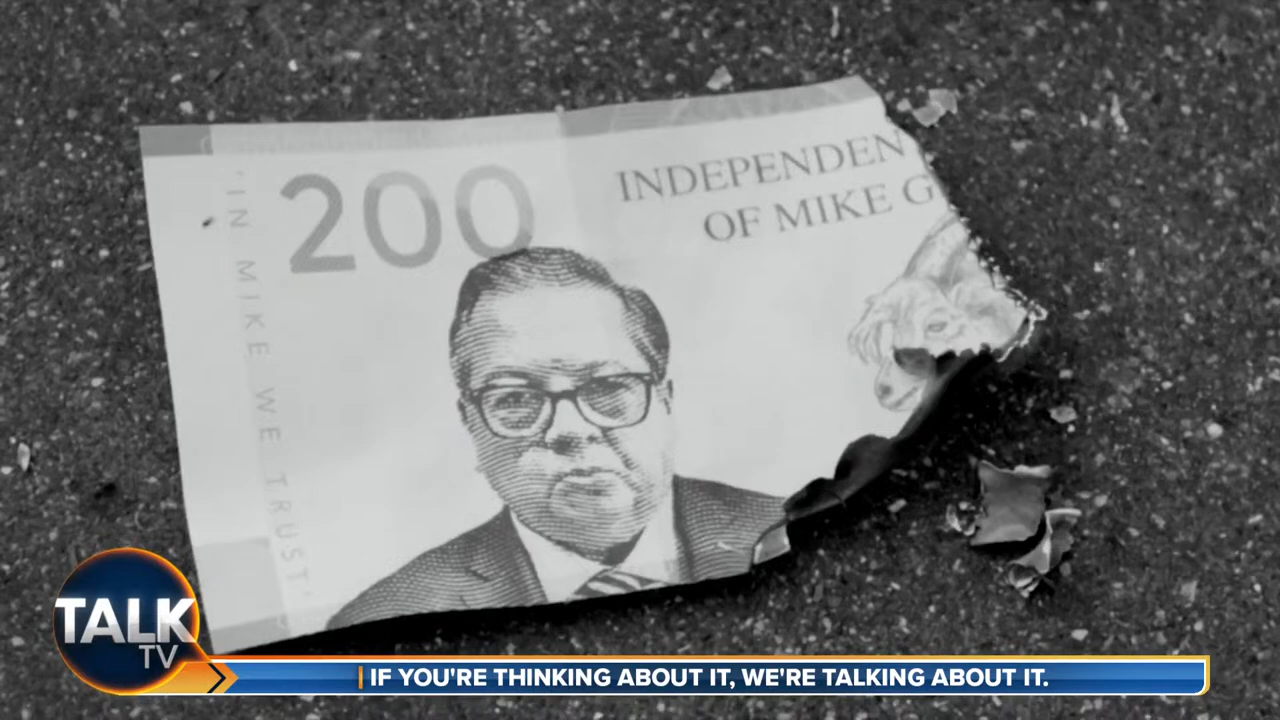 200
INDEPENDEN
OF MIKE G
'IN MIKE WE TRUST'
TALK
TV
IF YOU'RE THINKING ABOUT IT, WE'RE TALKING ABOUT IT.